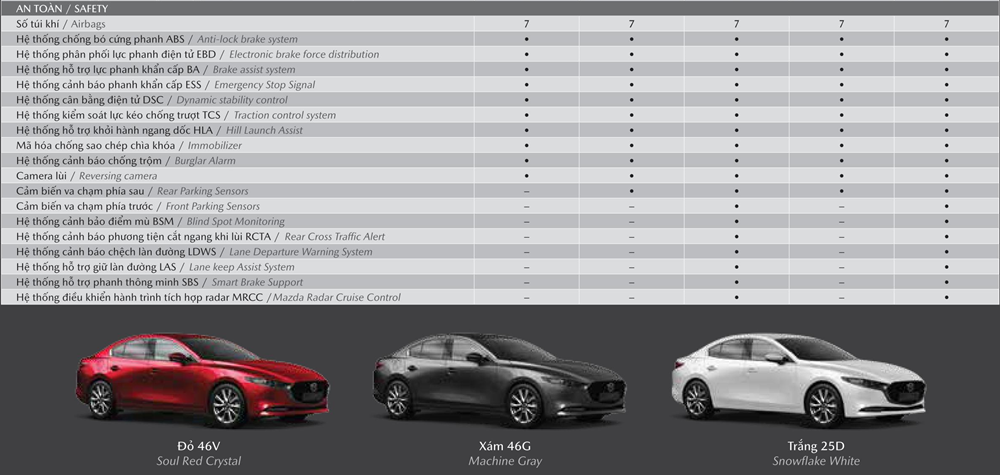 AN TOÀN / SAFETY
Số túi khí / Airbags 7 7 7 7 7
Hệ thống chống bó cứng phanh ABS / Anti-lock brake system • • • • •
Hệ thống phân phối lực phanh điện tử EBD / Electronic brake force distribution • • • • •
Hệ thống hỗ trợ lực phanh khẩn cấp BA / Brake assist system • • • • •
Hệ thống cảnh báo phanh khẩn cấp ESS / Emergency Stop Signal • • • • •
Hệ thống cân bằng điện tử DSC / Dynamic stability control • • • • •
Hệ thống kiểm soát lực kéo chống trượt TCS / Traction control system • • • • •
Hệ thống hỗ trợ khởi hành ngang dốc HLA / Hill Launch Assist • • • • •
Mã hóa chống sao chép chìa khóa / Immobilizer • • • • •
Hệ thống cảnh báo chống trộm / Burglar Alarm • • • • •
Camera lùi / Reversing camera • • • • •
Cảm biến va chạm phía sau / Rear Parking Sensors – • • • •
Cảm biến va chạm phía trước / Front Parking Sensors – – • – •
Hệ thống cảnh bảo điểm mù BSM / Blind Spot Monitoring – – • – •
Hệ thống cảnh báo phương tiện cắt ngang khi lùi RCTA / Rear Cross Traffic Alert – – • – •
Hệ thống cảnh báo chệch làn đường LDWS / Lane Departure Warning System – – • – •
Hệ thống hỗ trợ giữ làn đường LAS / Lane keep Assist System – – • – •
Hệ thống hỗ trợ phanh thông minh SBS / Smart Brake Support – – • – •
Hệ thống điều khiển hành trình tích hợp radar MRCC / Mazda Radar Cruise Control – – • – •
Đỏ 46V
Soul Red Crystal
Xám 46G
Machine Gray
Trắng 25D
Snowflake White